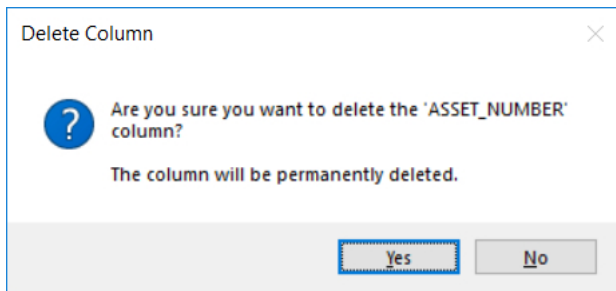 Delete Column
Are you sure you want to delete the 'ASSET_NUMBER'
column?
The column will be permanently deleted.
Yes
No